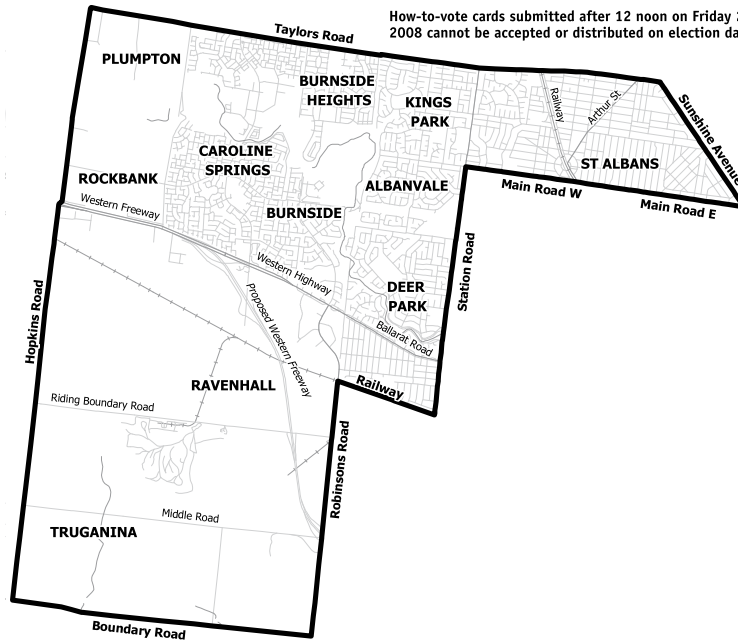 How-to-vote cards submitted after 12 noon on Friday
2008 cannot be accepted or distributed on election
Taylors Road
PLUMPTON
BURNSIDE
HEIGHTS
KINGS
PARK
Railway
Arthur St
Sunshine Avenue
CAROLINE
SPRINGS
ST ALBANS
ROCKBANK
ALBANVALE
Main Road W
Main Road E
Western Freeway
BURNSIDE
Station Road
Western Highway
DEER
PARK
Hopkins Road
Proposed Western Freeway
Ballarat Road
RAVENHALL
Railway
Riding Boundary Road
Robinsons Road
Middle Road
TRUGANINA
Boundary Road